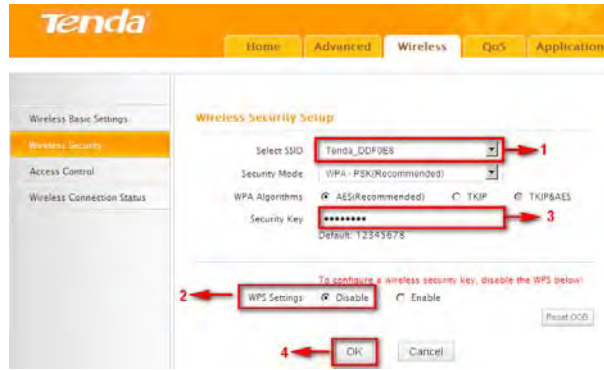 Tenda
Home Advanced Wireless QoS Application
Wireless Basic Settings
Wireless Security
Access Control
Wireless Connection Status
Wireless Security Setup
Select SSID Tenda_DDF0E8 1
Security Mode WPA - PSK(Recommended)
WPA Algorithms AES(Recommended) TKIP TKIP&AES
Security Key ******** 3
Default: 12345678
To configure a wireless security key, disable the WPS below!
2 WPS Settings Disable Enable
Reset OOB
4 OK Cancel